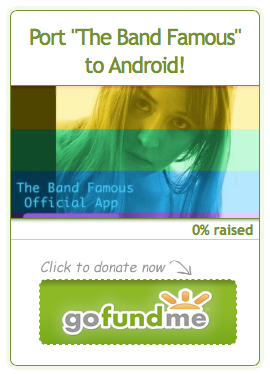 Port "The Band Famous"
to Android!
The Band Famous
Official App
0% raised
Click to donate now
gofundme